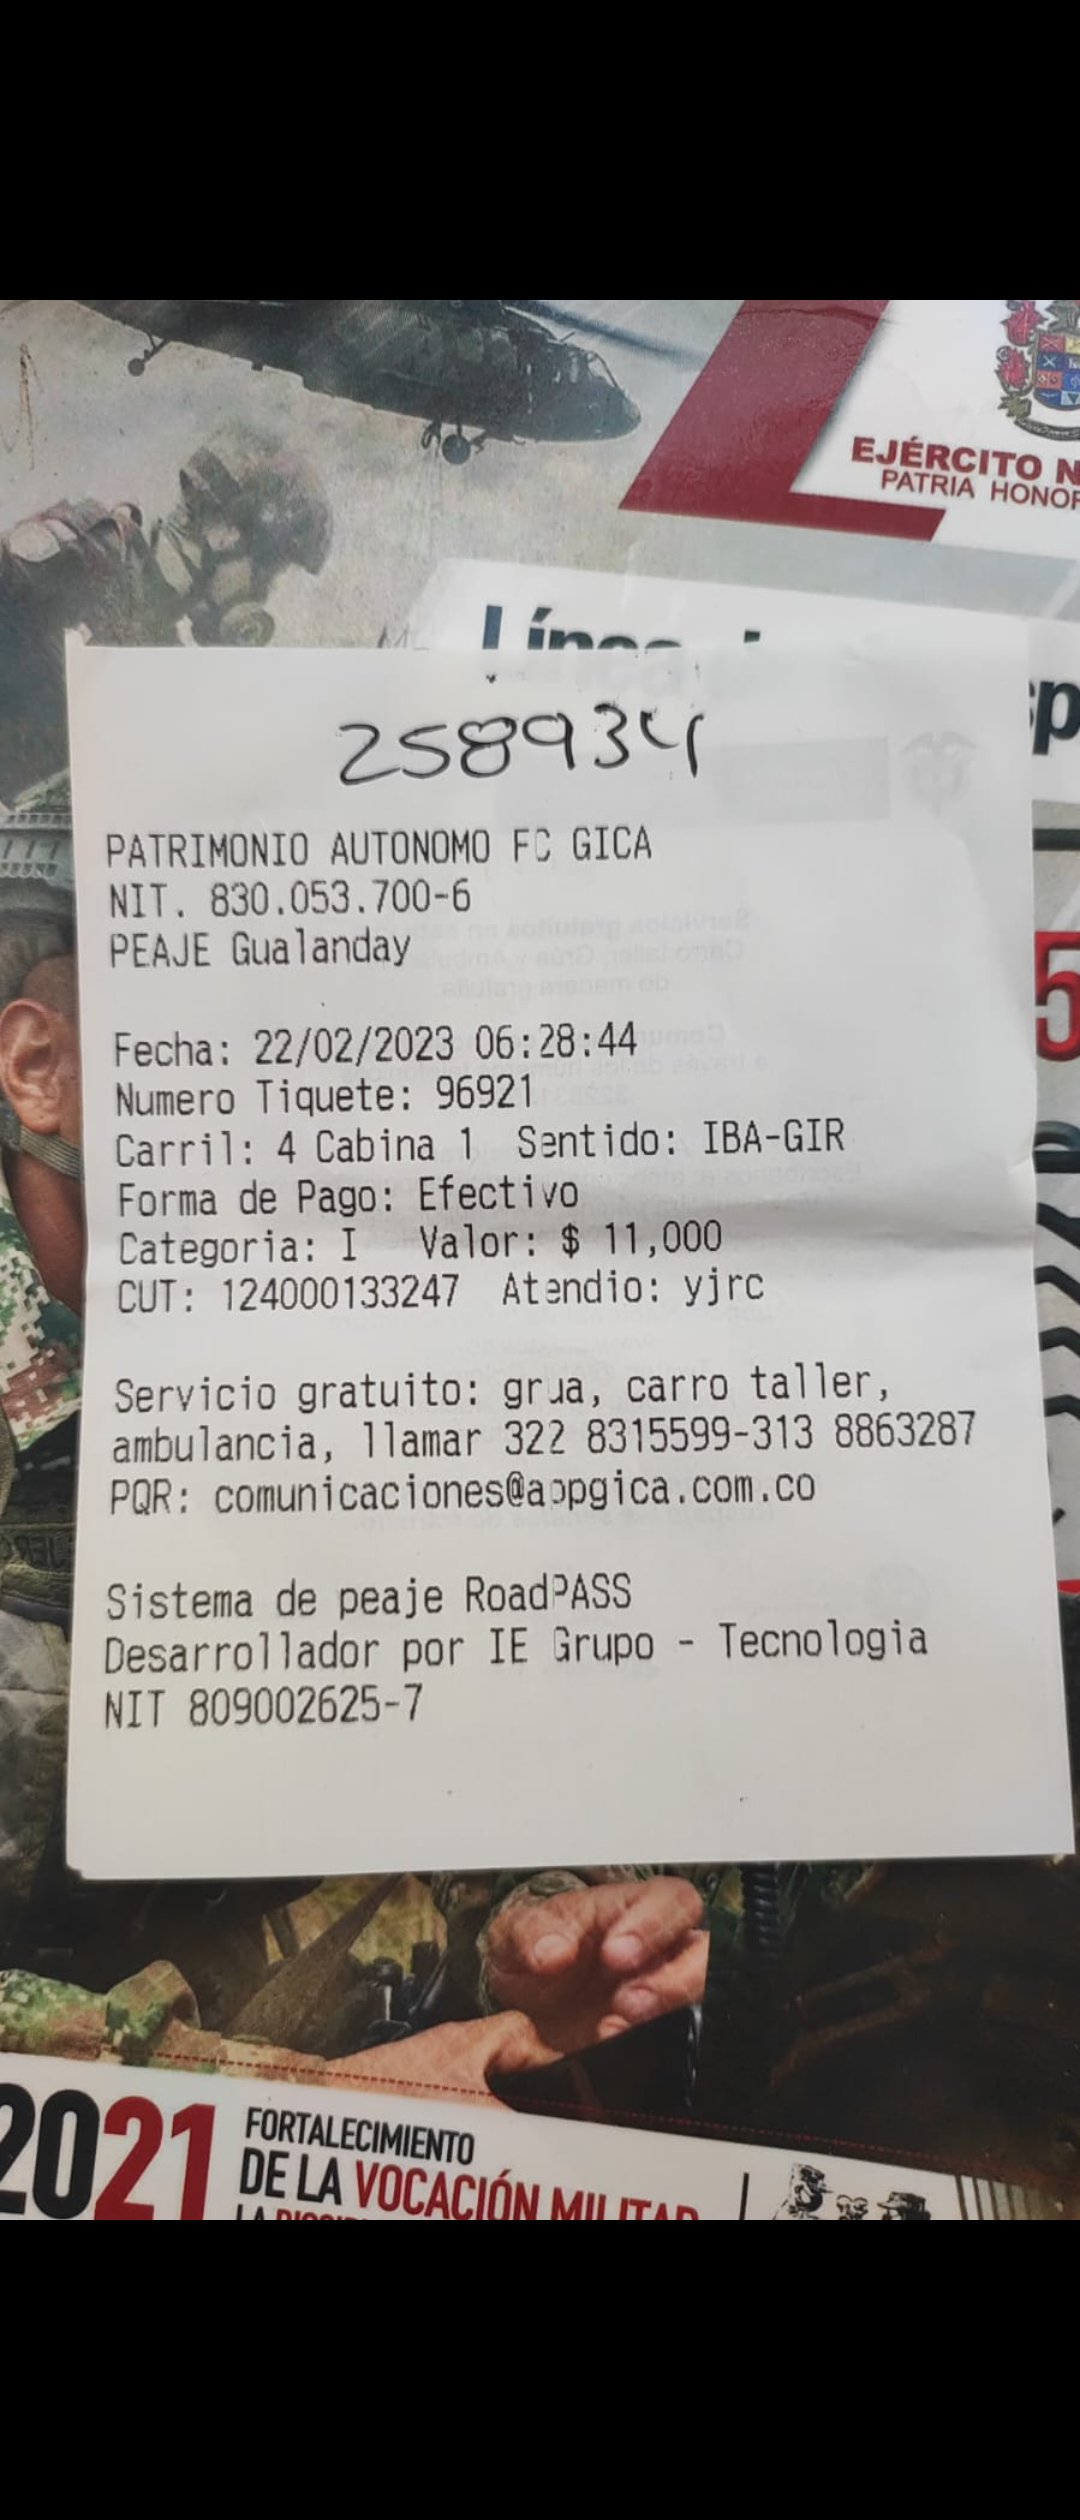 EJÉRCITO N
PATRIA HONOR
258934
PATRIMONIO AUTONOMO FC GICA
NIT. 830.053.700-6
PEAJE Gualanday
Fecha: 22/02/2023 06:28:44
Numero Tiquete: 96921
Carril: 4 Cabina 1 Sentido: IBA-GIR
Forma de Pago: Efectivo
Categoria: I Valor: $ 11,000
CUT: 124000133247 Atendio: yjrc
Servicio gratuito: grua, carro taller,
ambulancia, llamar 322 8315599-313 8863287
PQR: comunicaciones@appgica.com.co
Sistema de peaje RoadPASS
Desarrollador por IE Grupo - Tecnologia
NIT 809002625-7
2021
FORTALECIMIENTO
DE LA VOCACIÓN MILITAR